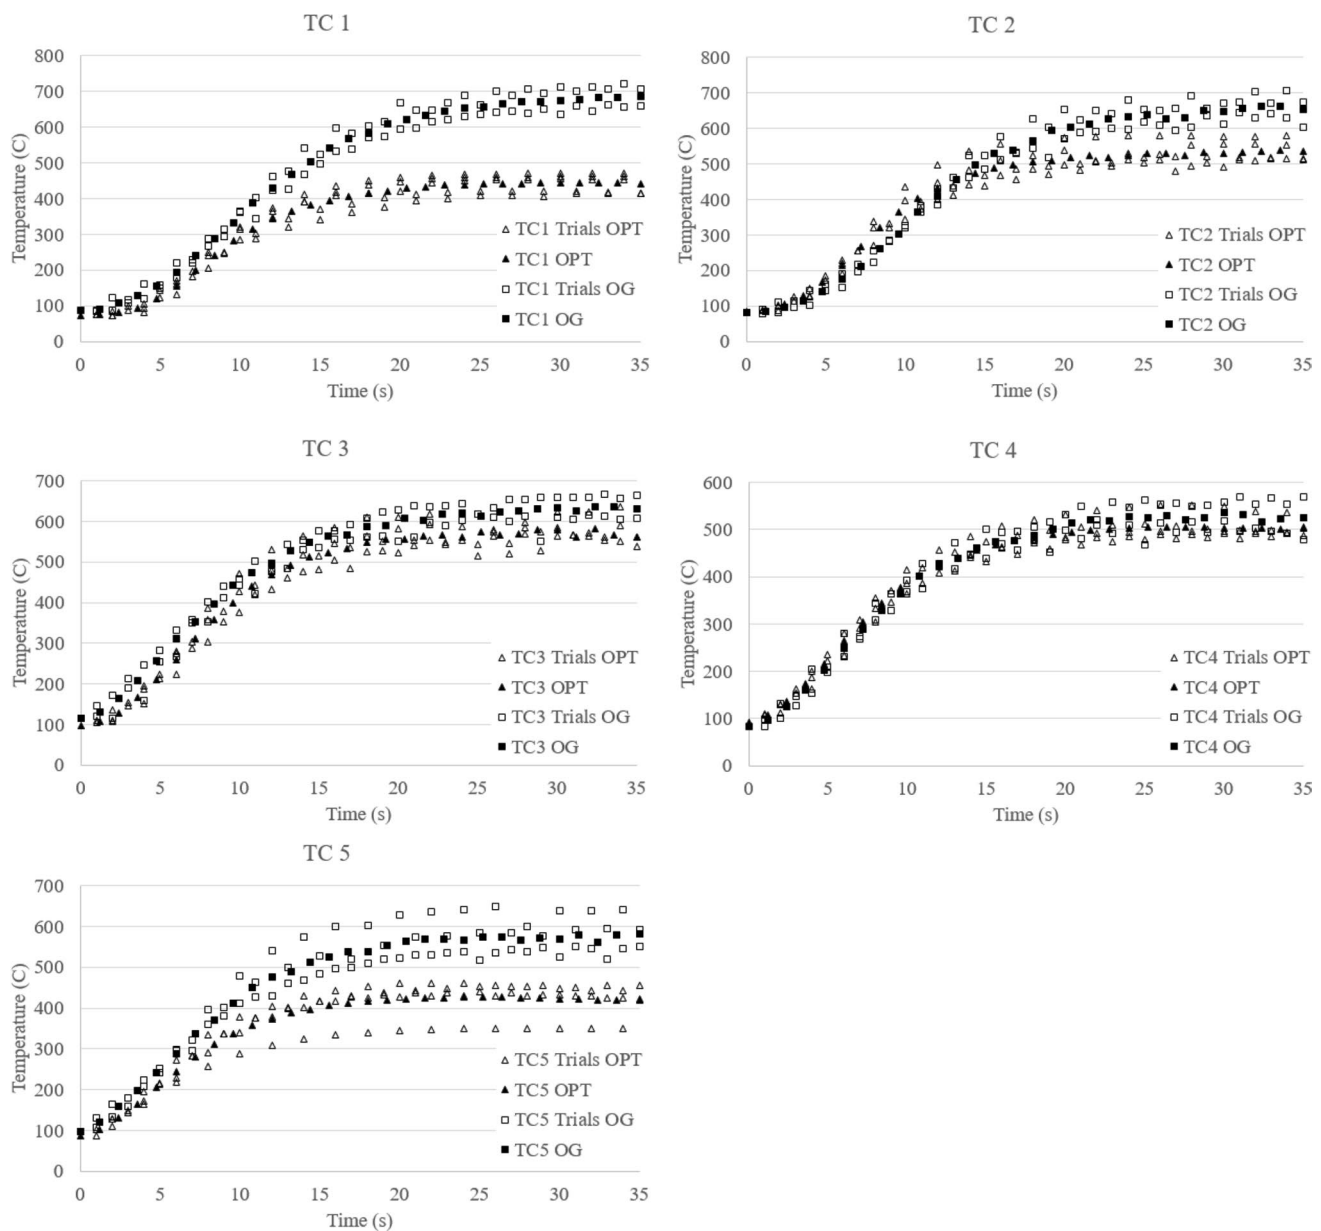 TC 1
800
700
600
500
400
300
200
100
0
Temperature (C)
0 5 10 15 20 25 30 35
Time (s)
TC1 Trials OPT
TC1 OPT
TC1 Trials OG
TC1 OG
TC 2
800
700
600
500
400
300
200
100
0
Temperature (C)
0 5 10 15 20 25 30 35
Time (s)
TC2 Trials OPT
TC2 OPT
TC2 Trials OG
TC2 OG
TC 3
700
600
500
400
300
200
100
0
Temperature (C)
0 5 10 15 20 25 30 35
Time (s)
TC3 Trials OPT
TC3 OPT
TC3 Trials OG
TC3 OG
TC 4
600
500
400
300
200
100
0
Temperature (C)
0 5 10 15 20 25 30 35
Time (s)
TC4 Trials OPT
TC4 OPT
TC4 Trials OG
TC4 OG
TC 5
700
600
500
400
300
200
100
0
Temperature (C)
0 5 10 15 20 25 30 35
Time (s)
TC5 Trials OPT
TC5 OPT
TC5 Trials OG
TC5 OG